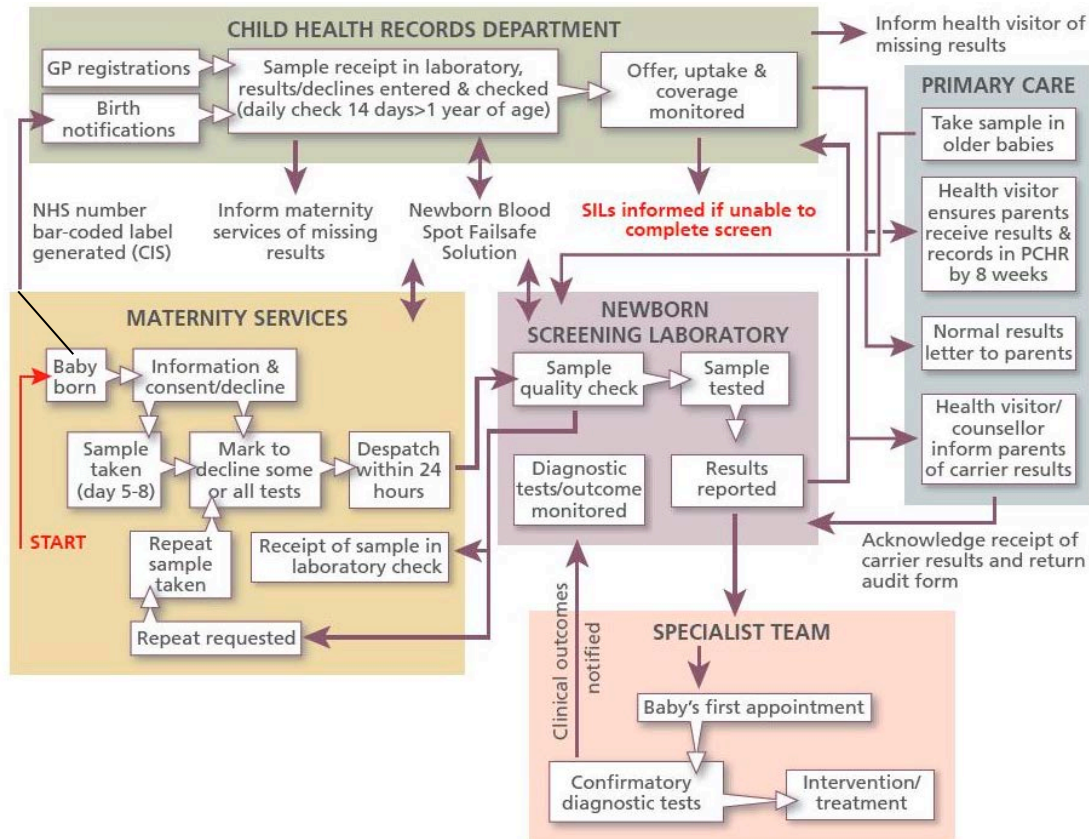 CHILD HEALTH RECORDS DEPARTMENT
GP registrations
Birth
notifications
Sample receipt in laboratory,
results/declines entered & checked
(daily check 14 days>1 year of age)
Offer, uptake &
coverage
monitored
Inform health visitor of
missing results
PRIMARY CARE
Take sample in
older babies
Health visitor
ensures parents
receive results &
records in PCHR
by 8 weeks
Normal results
letter to parents
Health visitor/
counsellor
inform parents
of carrier results
NHS number
bar-coded label
generated (CIS)
Inform maternity
services of missing
results
Newborn Blood
Spot Failsafe
Solution
SILs informed if unable to
complete screen
MATERNITY SERVICES
Baby
born
Information &
consent/decline
Sample
taken
(day 5-8)
Mark to
decline some
or all tests
Despatch
within 24
hours
START
Repeat
sample
taken
Receipt of sample in
laboratory check
Repeat requested
NEWBORN
SCREENING LABORATORY
Sample
quality check
Sample
tested
Diagnostic
tests/outcome
monitored
Results
reported
Acknowledge receipt of
carrier results and return
audit form
Clinical outcomes
notified
SPECIALIST TEAM
Baby's first appointment
Confirmatory
diagnostic tests
Intervention/
treatment